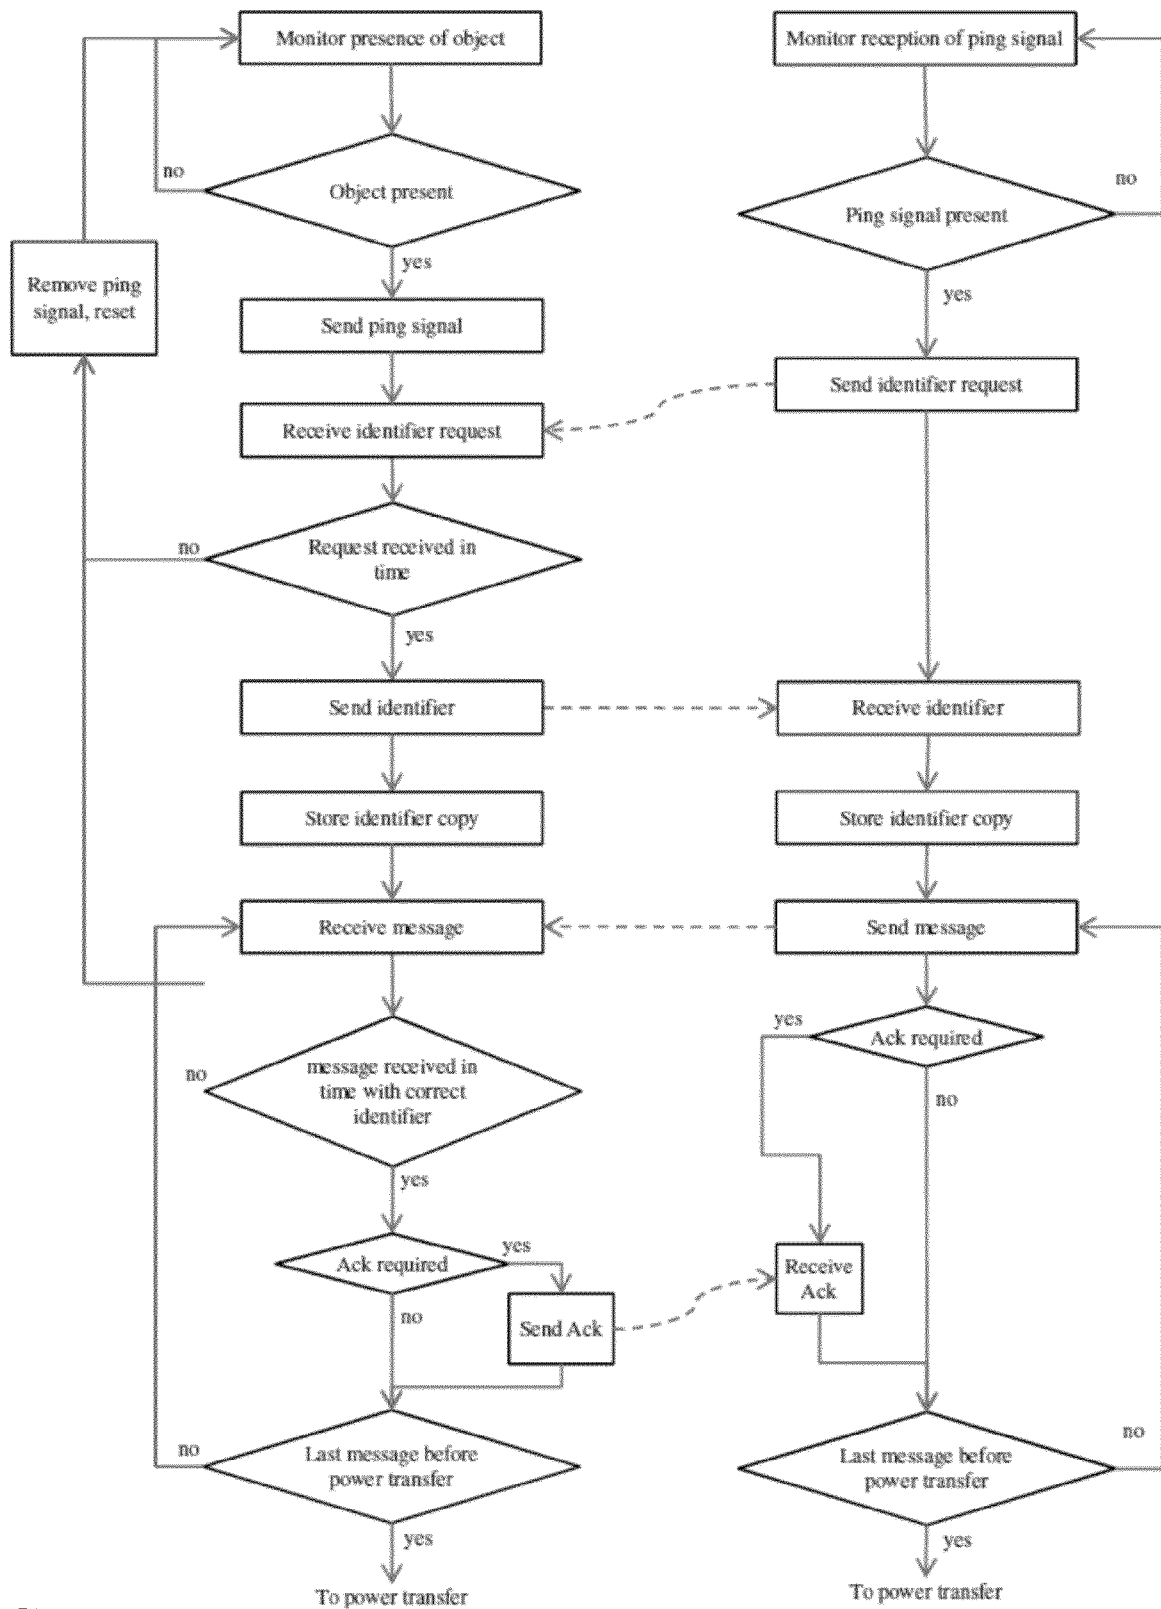 Monitor presence of object
no
Object present
yes
Remove ping
signal, reset
Send ping signal
Receive identifier request
no
Request received in
time
yes
Send identifier
Store identifier copy
Receive message
no
message received in
time with correct
identifier
yes
Ack required
yes
no
Send Ack
no
Last message before
power transfer
yes
To power transfer
Monitor reception of ping signal
no
Ping signal present
yes
Send identifier request
Receive identifier
Store identifier copy
Send message
yes
Ack required
no
Receive
Ack
no
Last message before
power transfer
yes
To power transfer